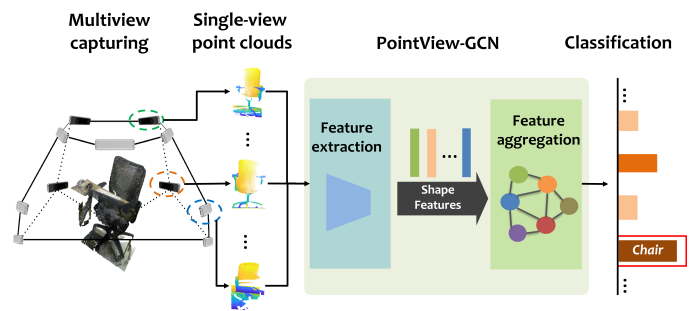 Multiview
capturing
Single-view
point clouds
PointView-GCN
Classification
Feature
extraction
Shape
Features
Feature
aggregation
Chair